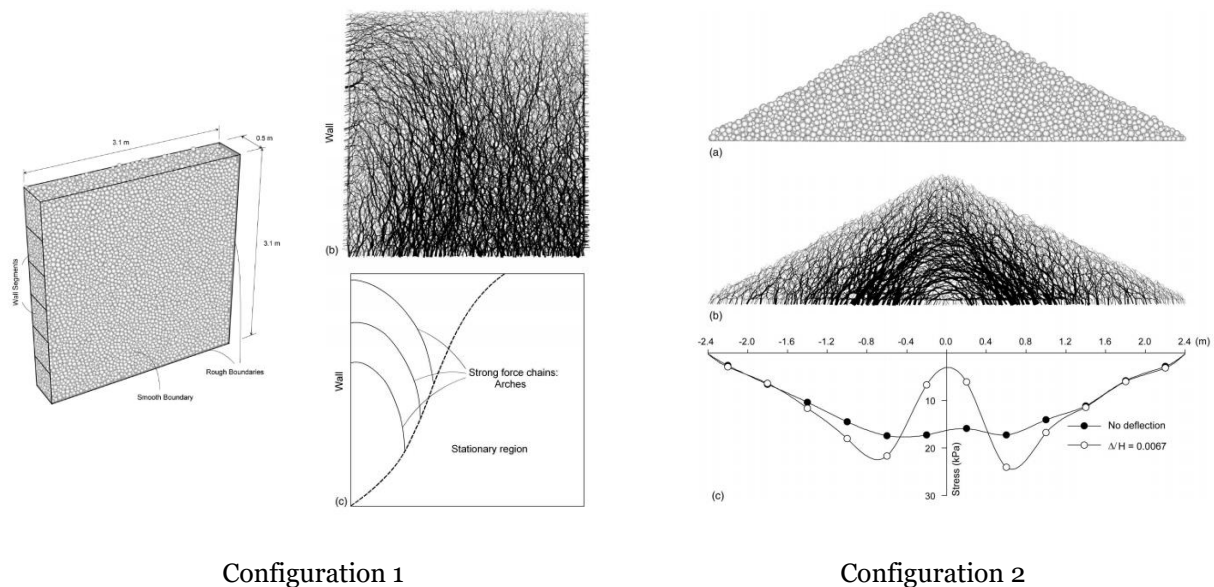 3.1 m
0.5 m
3.1 m
Wall Segments
Rough Boundaries
Smooth Boundary
Wall
(b)
Wall
Strong force chains:
Arches
Stationary region
(c)
Configuration 1
(a)
(b)
-2.4 -2.0 -1.6 -1.2 -0.8 -0.4 0.0 0.4 0.8 1.2 1.6 2.0 2.4 (m)
10
20
30
Stress (kPa)
No deflection
Δ/H = 0.0067
(c)
Configuration 2